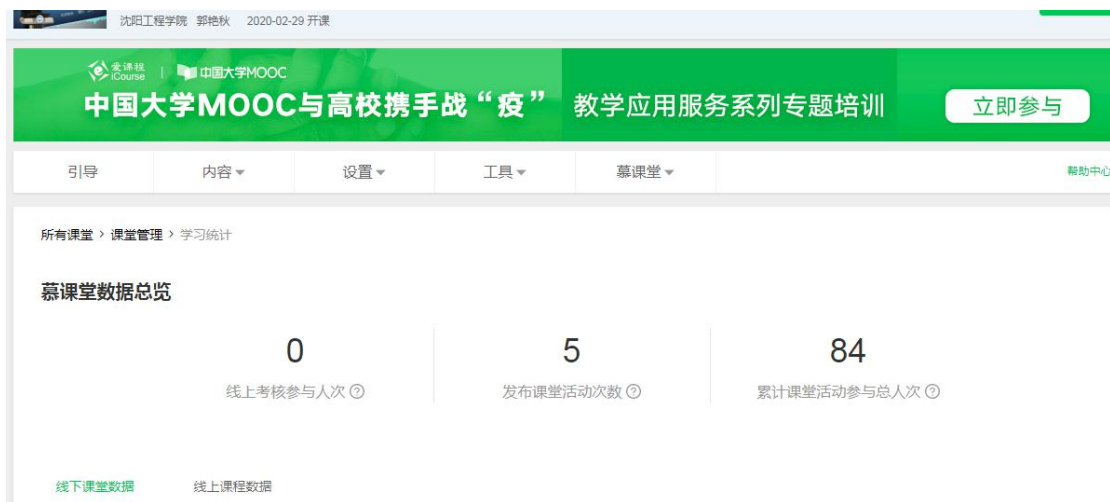 沈阳工程学院 郭艳秋 2020-02-29 开课
爱课程 iCourse 中国大学MOOC
中国大学MOOC与高校携手战“疫” 教学应用服务系列专题培训 立即参与
引导 内容 设置 工具 慕课堂 帮助中心
所有课堂 > 课堂管理 > 学习统计
慕课堂数据总览
0 5 84
线上考核参与人次 发布课堂活动次数 累计课堂活动参与总人次
线下课堂数据 线上课程数据